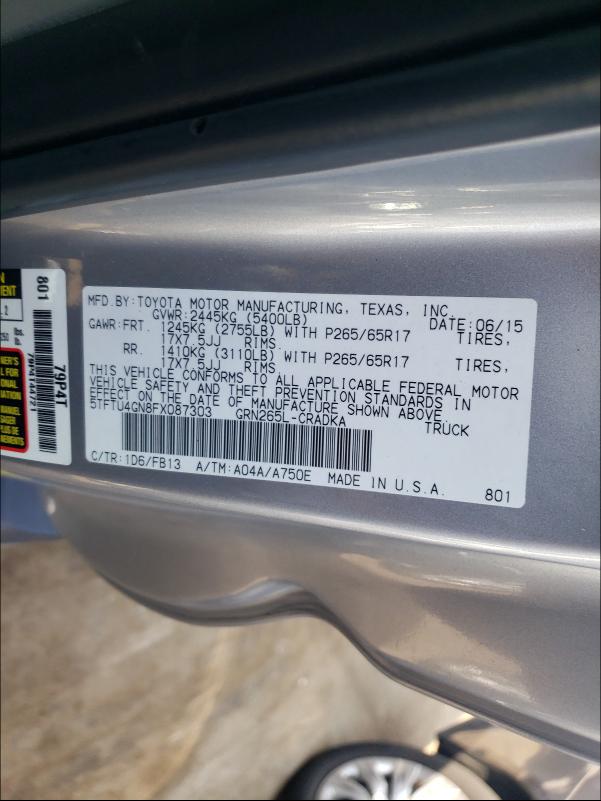 MFD.BY:TOYOTA MOTOR MANUFACTURING, TEXAS, INC.
GVWR:2445KG (5400LB) DATE:06/15
GAWR:FRT. 1245KG (2755LB) WITH P265/65R17 TIRES,
17X7.5JJ RIMS.
RR. 1410KG (3110LB) WITH P265/65R17 TIRES,
17X7.5JJ RIMS.
THIS VEHICLE CONFORMS TO ALL APPLICABLE FEDERAL MOTOR
VEHICLE SAFETY AND THEFT PREVENTION STANDARDS IN
EFFECT ON THE DATE OF MANUFACTURE SHOWN ABOVE.
5TFTU4GN8FX087303 GRN265L-CRADKA TRUCK
C/TR:1D6/FB13 A/TM:A04A/A750E MADE IN U.S.A. 801
801
79P4T